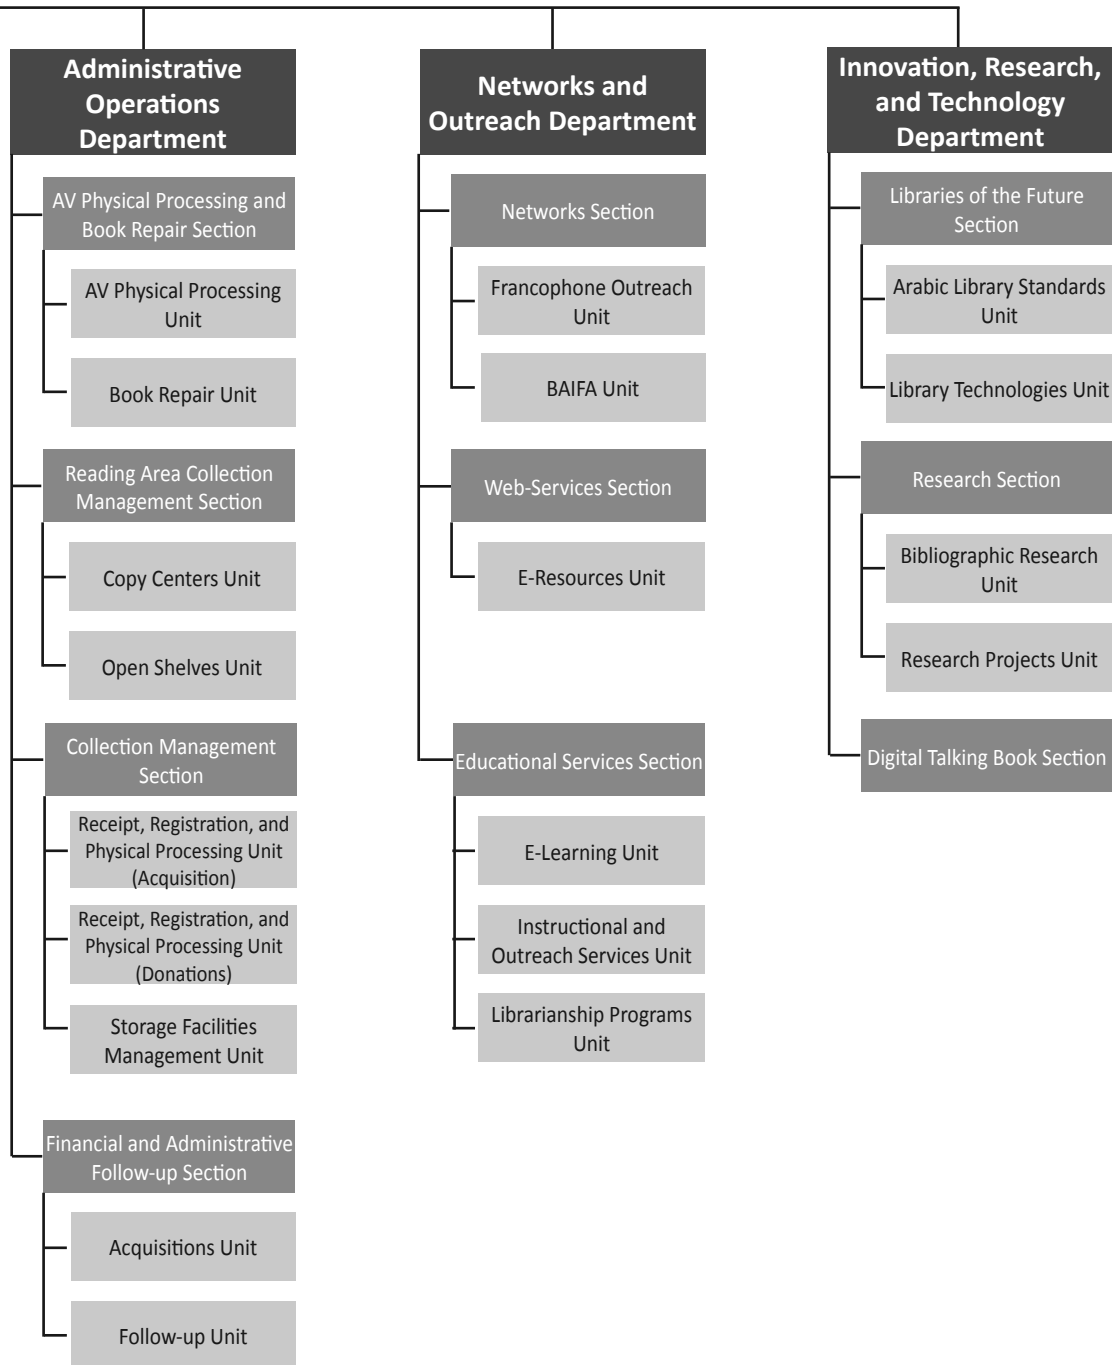 Administrative
Operations
Department
AV Physical Processing and
Book Repair Section
AV Physical Processing
Unit
Book Repair Unit
Reading Area Collection
Management Section
Copy Centers Unit
Open Shelves Unit
Collection Management
Section
Receipt, Registration, and
Physical Processing Unit
(Acquisition)
Receipt, Registration, and
Physical Processing Unit
(Donations)
Storage Facilities
Management Unit
Financial and Administrative
Follow-up Section
Acquisitions Unit
Follow-up Unit
Networks and
Outreach Department
Networks Section
Francophone Outreach
Unit
BAIFA Unit
Web-Services Section
E-Resources Unit
Educational Services Section
E-Learning Unit
Instructional and
Outreach Services Unit
Librarianship Programs
Unit
Innovation, Research,
and Technology
Department
Libraries of the Future
Section
Arabic Library Standards
Unit
Library Technologies Unit
Research Section
Bibliographic Research
Unit
Research Projects Unit
Digital Talking Book Section